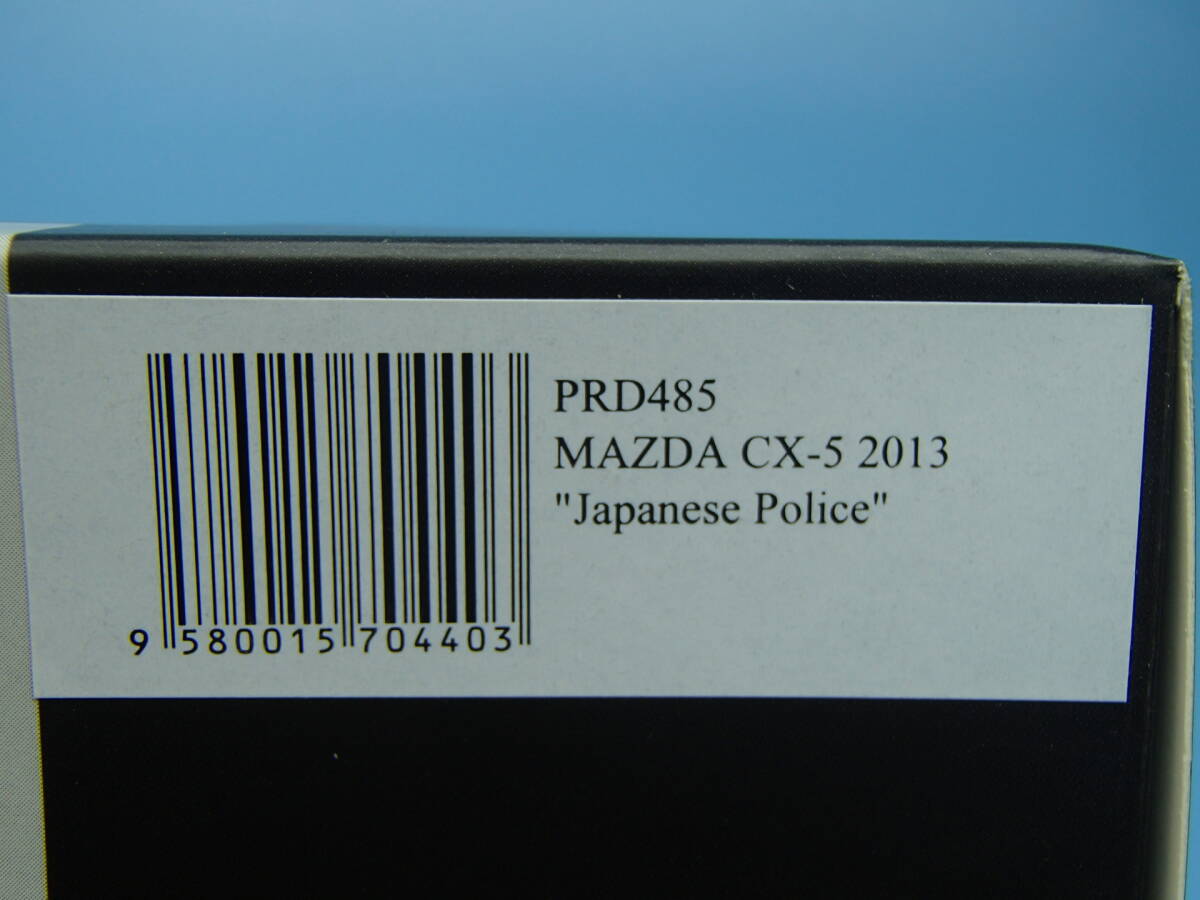 PRD485
MAZDA CX-5 2013
"Japanese Police"
9 580015 704403